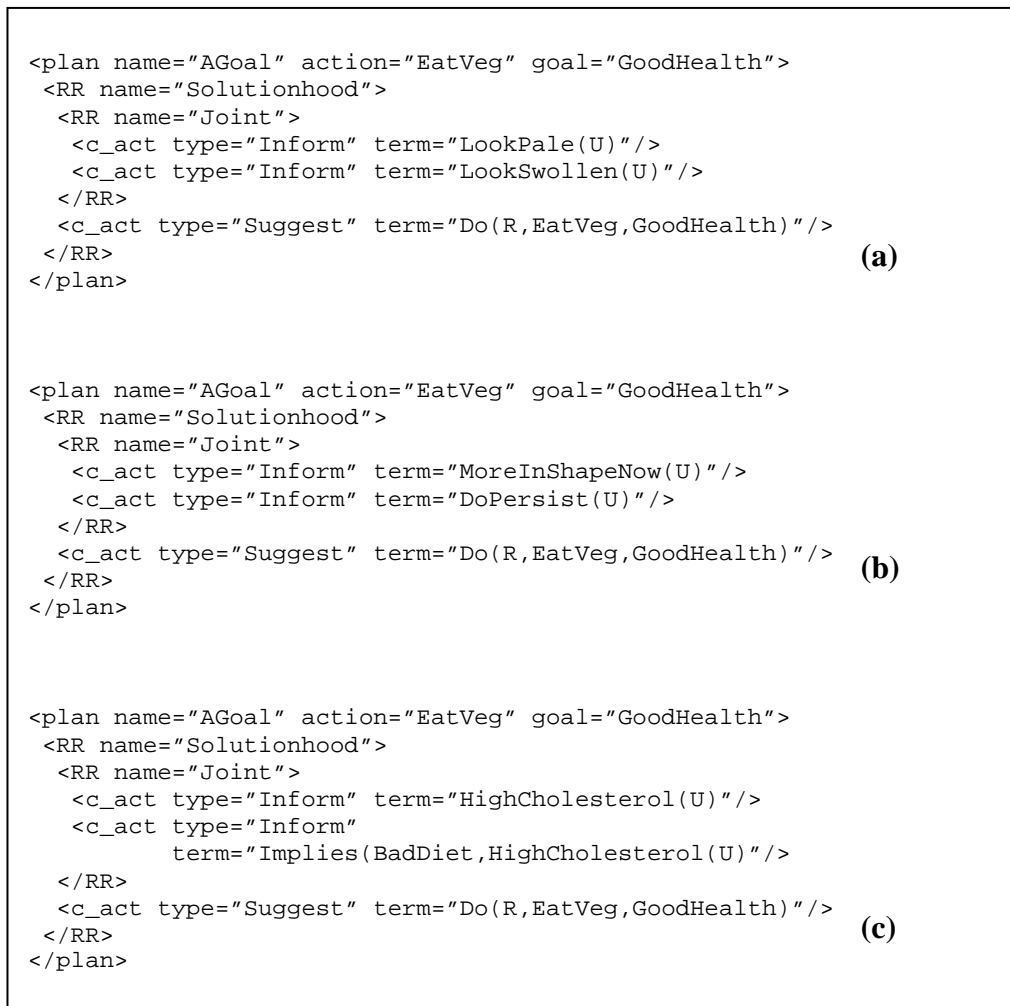 <plan name="AGoal" action="EatVeg" goal="GoodHealth">
 <RR name="Solutionhood">
  <RR name="Joint">
   <c_act type="Inform" term="LookPale(U)"/>
   <c_act type="Inform" term="LookSwollen(U)"/>
  </RR>
  <c_act type="Suggest" term="Do(R,EatVeg,GoodHealth)"/>
 </RR>
(a)
</plan>
<plan name="AGoal" action="EatVeg" goal="GoodHealth">
 <RR name="Solutionhood">
  <RR name="Joint">
   <c_act type="Inform" term="MoreInShapeNow(U)"/>
   <c_act type="Inform" term="DoPersist(U)"/>
  </RR>
  <c_act type="Suggest" term="Do(R,EatVeg,GoodHealth)"/>
 </RR>
(b)
</plan>
<plan name="AGoal" action="EatVeg" goal="GoodHealth">
 <RR name="Solutionhood">
  <RR name="Joint">
   <c_act type="Inform" term="HighCholesterol(U)"/>
   <c_act type="Inform"
          term="Implies(BadDiet,HighCholesterol(U)"/>
  </RR>
  <c_act type="Suggest" term="Do(R,EatVeg,GoodHealth)"/>
 </RR>
(c)
</plan>